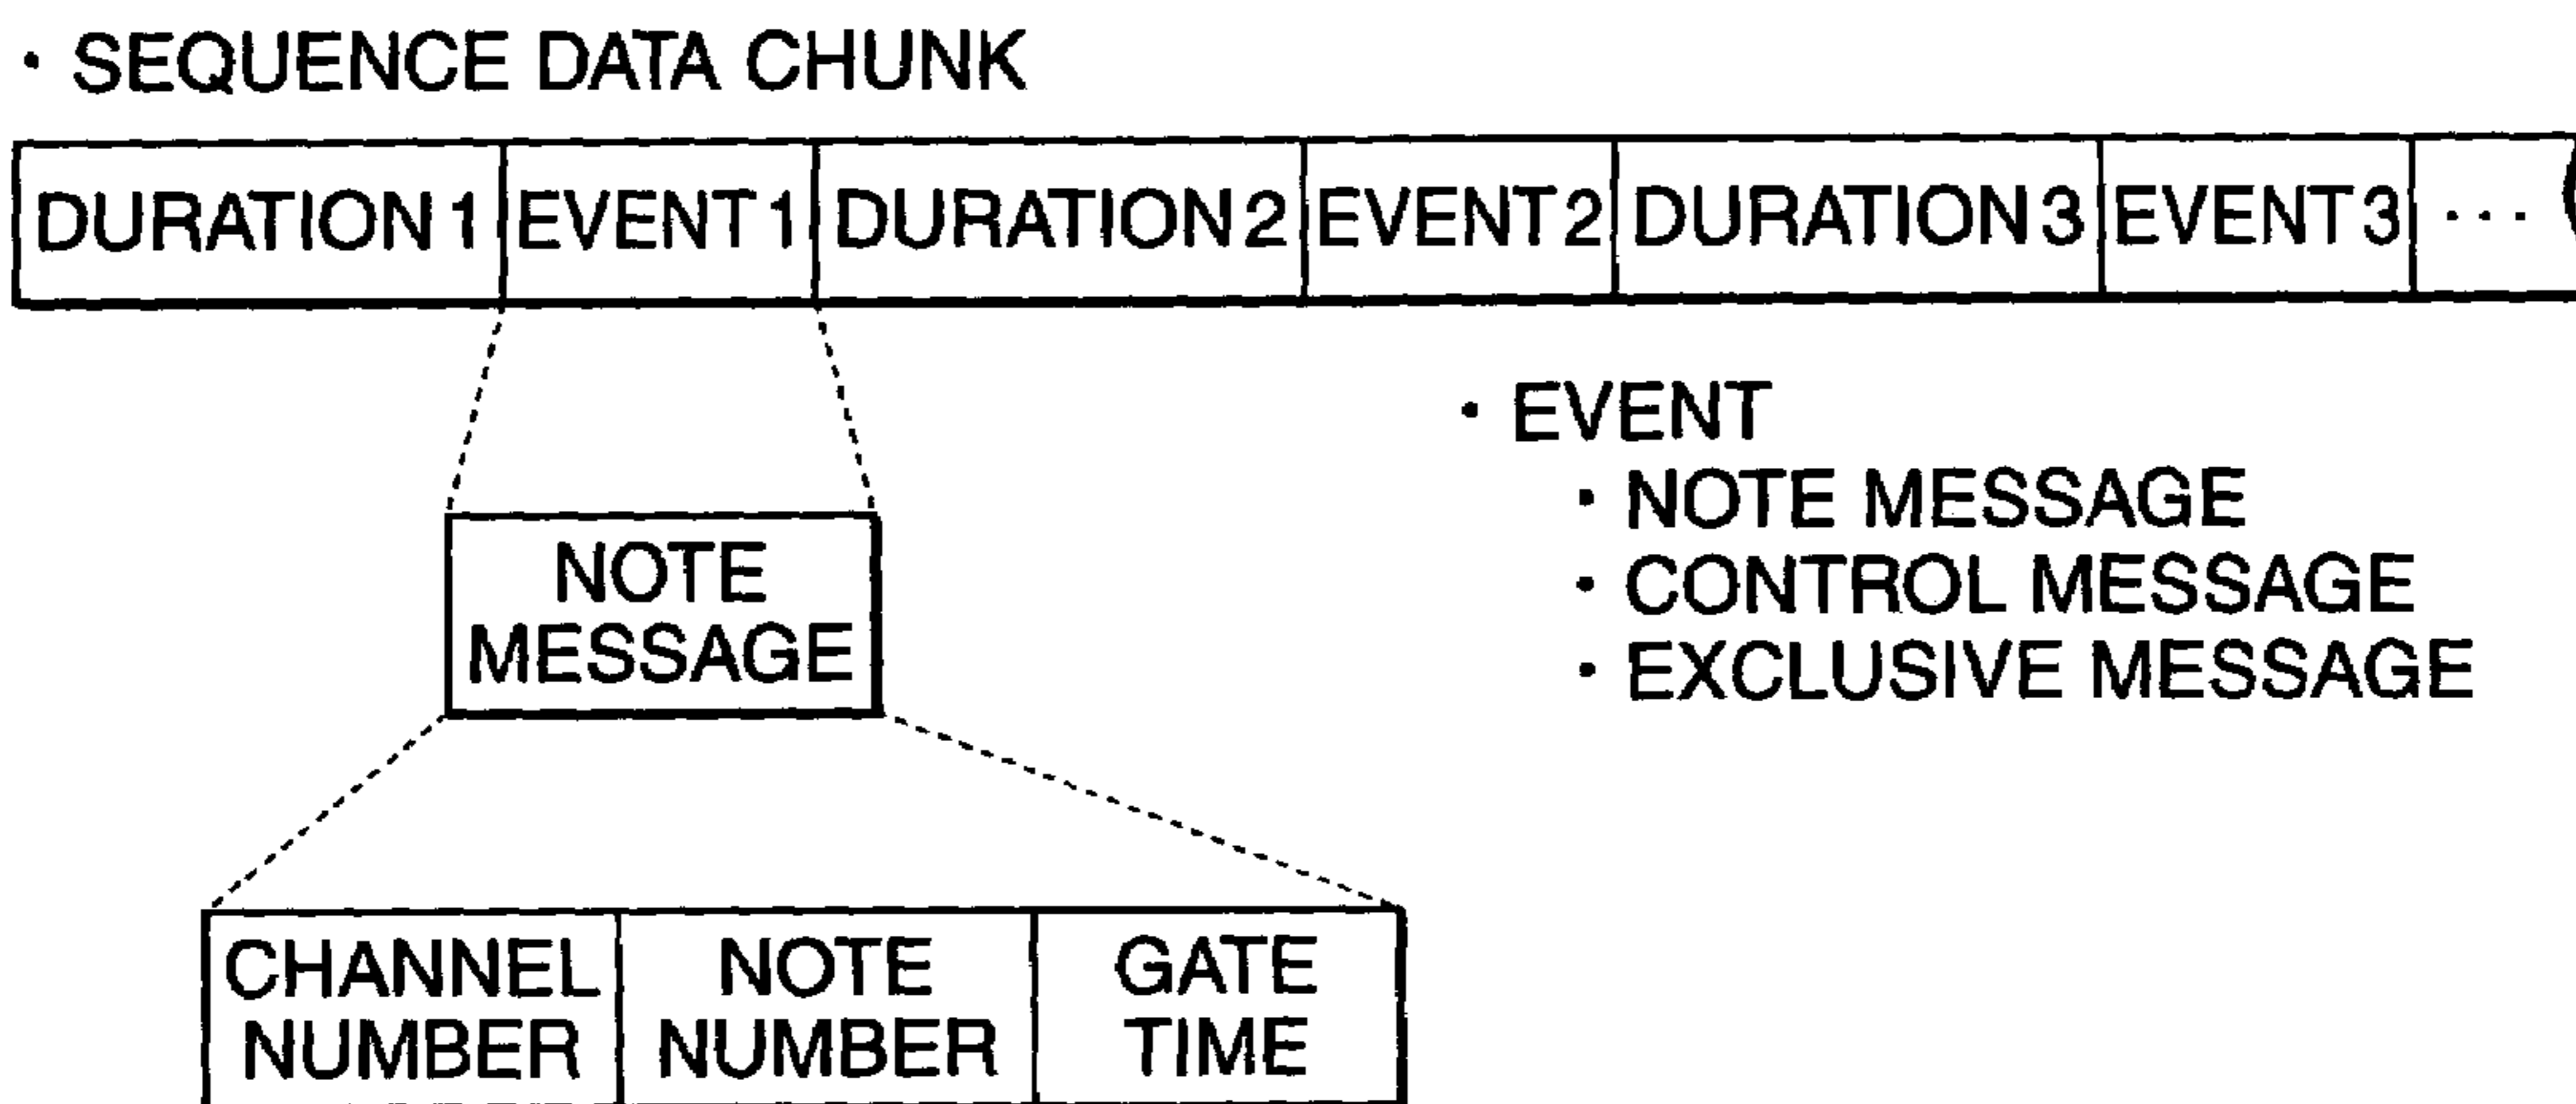 · SEQUENCE DATA CHUNK
DURATION 1 EVENT 1 DURATION 2 EVENT 2 DURATION 3 EVENT 3 ···
· EVENT
· NOTE MESSAGE
· CONTROL MESSAGE
· EXCLUSIVE MESSAGE
NOTE
MESSAGE
CHANNEL NOTE GATE
NUMBER NUMBER TIME